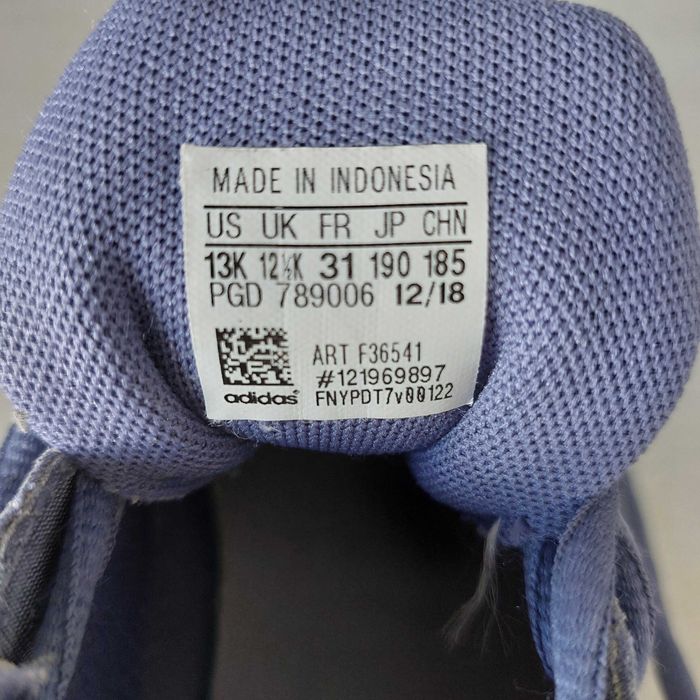 MADE IN INDONESIA
US UK FR JP CHN
13K 12½K 31 190 185
PGD 789006 12/18
ART F36541
#121969897
adidas FNYPDT7v00122